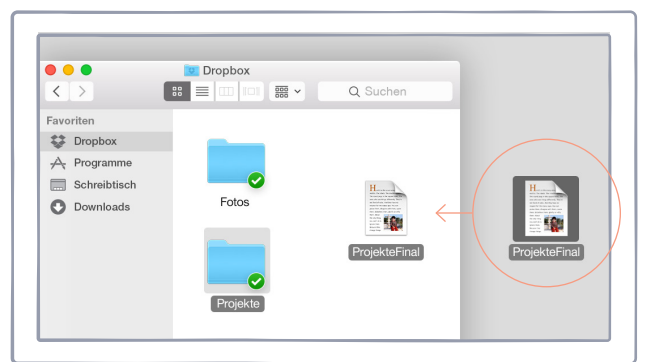 Dropbox
Suchen
Favoriten
Dropbox
Programme
Schreibtisch
Downloads
Fotos
Projekte
ProjekteFinal
ProjekteFinal